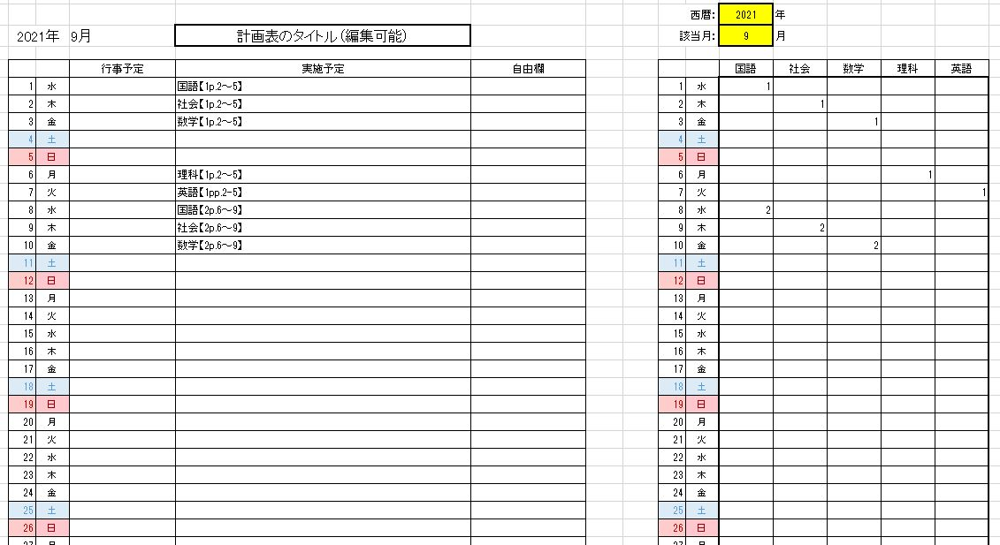 西暦: 2021 年
2021年 9月 計画表のタイトル(編集可能) 該当月: 9 月
行事予定 実施予定 自由欄 国語 社会 数学 理科 英語
1 水 国語【1p.2～5】 1 水 1
2 木 社会【1p.2～5】 2 木 1
3 金 数学【1p.2～5】 3 金 1
4 土 4 土
5 日 5 日
6 月 理科【1p.2～5】 6 月 1
7 火 英語【1pp.2-5】 7 火 1
8 水 国語【2p.6～9】 8 水 2
9 木 社会【2p.6～9】 9 木 2
10 金 数学【2p.6～9】 10 金 2
11 土 11 土
12 日 12 日
13 月 13 月
14 火 14 火
15 水 15 水
16 木 16 木
17 金 17 金
18 土 18 土
19 日 19 日
20 月 20 月
21 火 21 火
22 水 22 水
23 木 23 木
24 金 24 金
25 土 25 土
26 日 26 日
27 月 27 月